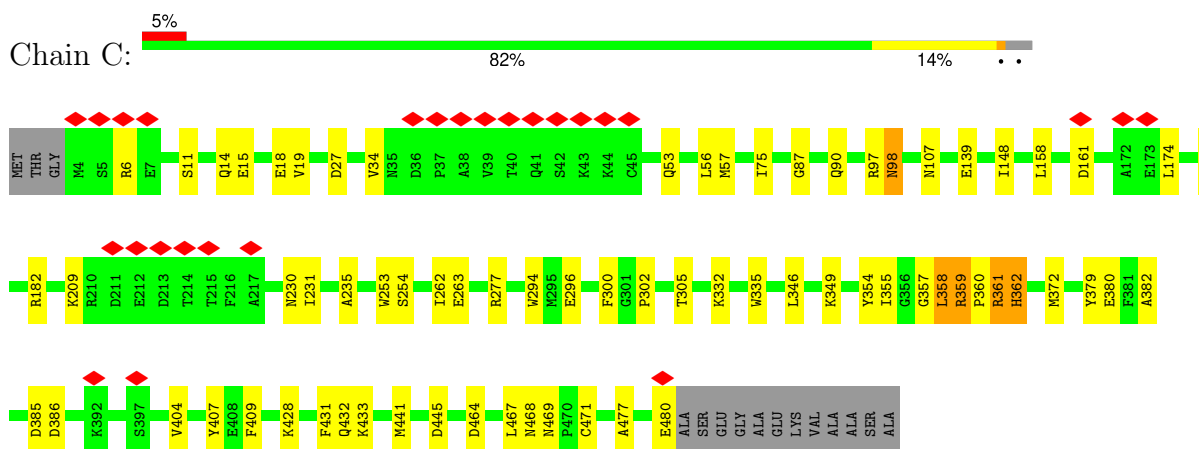 5%
Chain C:
82% 14% • •
MET THR GLY M4 S5 R6 E7 S11 Q14 E15 E18 V19 D27 V34 N35 D36 P37 A38 V39 T40 Q41 S42 K43 K44 C45 Q53 L56 M57 I75 G87 Q90 R97 N98 N107 E139 I148 L158 D161 A172 E173 L174
R182 K209 R210 D211 E212 D213 T214 T215 F216 A217 N230 I231 A235 W253 S254 I262 E263 R277 W294 M295 E296 F300 G301 P302 T305 K332 W335 L346 K349 Y354 I355 G356 G357 L358 R359 P360 R361 H362 M372 Y379 E380 F381 A382
D385 D386 K392 S397 V404 Y407 E408 F409 K428 F431 Q432 K433 M441 D445 D464 L467 N468 N469 P470 C471 A477 E480 ALA SER GLU GLY ALA GLU LYS VAL ALA ALA SER ALA